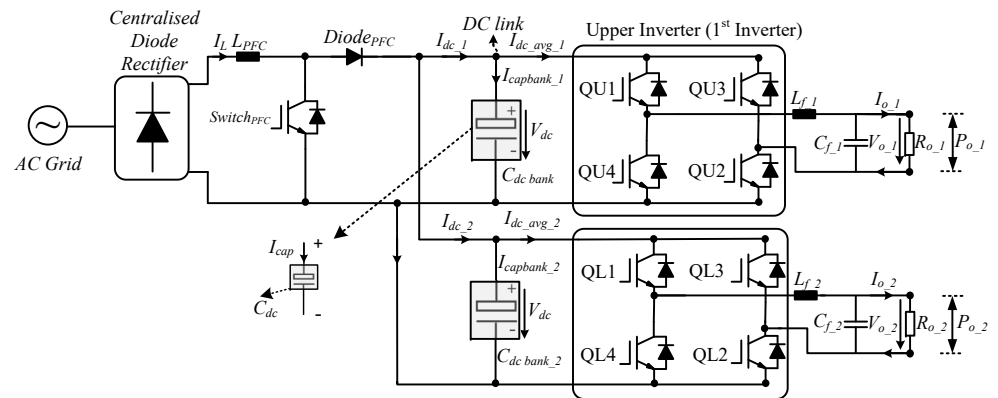 Centralised
Diode
Rectifier
AC Grid
I_L L_PFC
Diode_PFC
Switch_PFC
DC link
I_dc_1
I_dc_avg_1
I_capbank_1
+
-
V_dc
C_dc bank_
Upper Inverter (1st Inverter)
QU1
QU3
QU4
QU2
L_f_1
I_o_1
C_f_1
V_o_1
R_o_1
P_o_1
I_cap
+
-
C_dc
I_dc_2
I_dc_avg_2
I_capbank_2
+
-
V_dc
C_dc bank_2
QL1
QL3
QL4
QL2
L_f_2
I_o_2
C_f_2
V_o_2
R_o_2
P_o_2